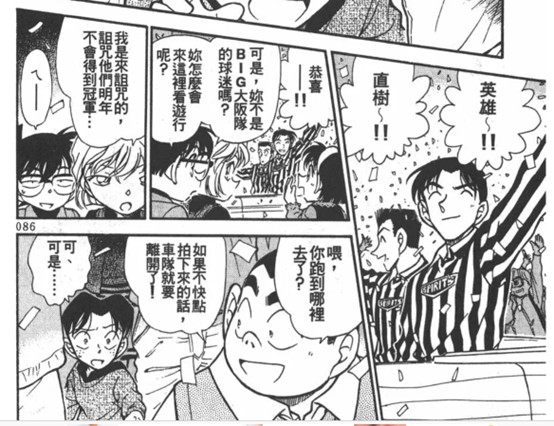 英雄~!!
直樹~!!
恭喜
——!!
可是，妳不是
BIG大阪隊
的球迷嗎？
妳怎麼會
來這裡看遊行
呢？
我是來詛咒的，
詛咒他們明年
不會得到冠軍…
ㄟ——
SPIRITS
SPIRITS
086
喂，
你跑到哪裡
去了？
如果不快點
拍下來的話，
車隊就要
離開了！
可、
可是……